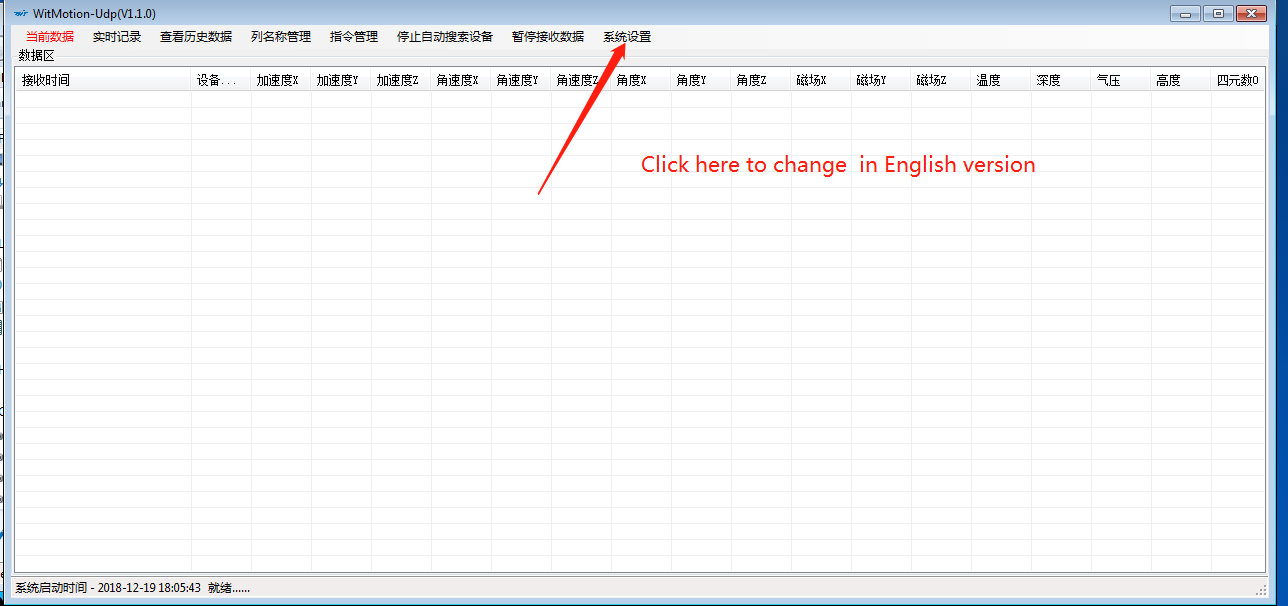 WitMotion-Udp(V1.1.0)
当前数据 实时记录 查看历史数据 列名称管理 指令管理 停止自动搜索设备 暂停接收数据 系统设置
数据区
接收时间 设备... 加速度X 加速度Y 加速度Z 角速度X 角速度Y 角速度Z 角度X 角度Y 角度Z 磁场X 磁场Y 磁场Z 温度 深度 气压 高度 四元数0
Click here to change in English version
系统启动时间 - 2018-12-19 18:05:43 就绪......